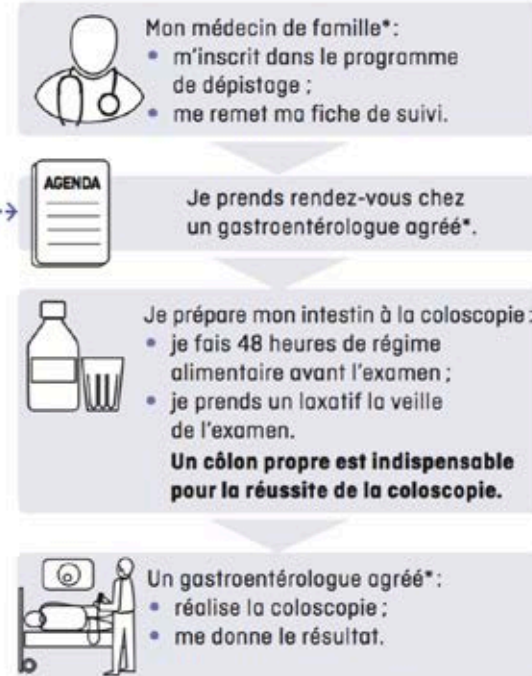 Mon médecin de famille*:
• m'inscrit dans le programme
de dépistage ;
• me remet ma fiche de suivi.
AGENDA
Je prends rendez-vous chez
un gastroentérologue agréé*.
Je prépare mon intestin à la coloscopie :
• je fais 48 heures de régime
alimentaire avant l'examen ;
• je prends un laxatif la veille
de l'examen.
Un côlon propre est indispensable
pour la réussite de la coloscopie.
Un gastroentérologue agréé*:
• réalise la coloscopie ;
• me donne le résultat.